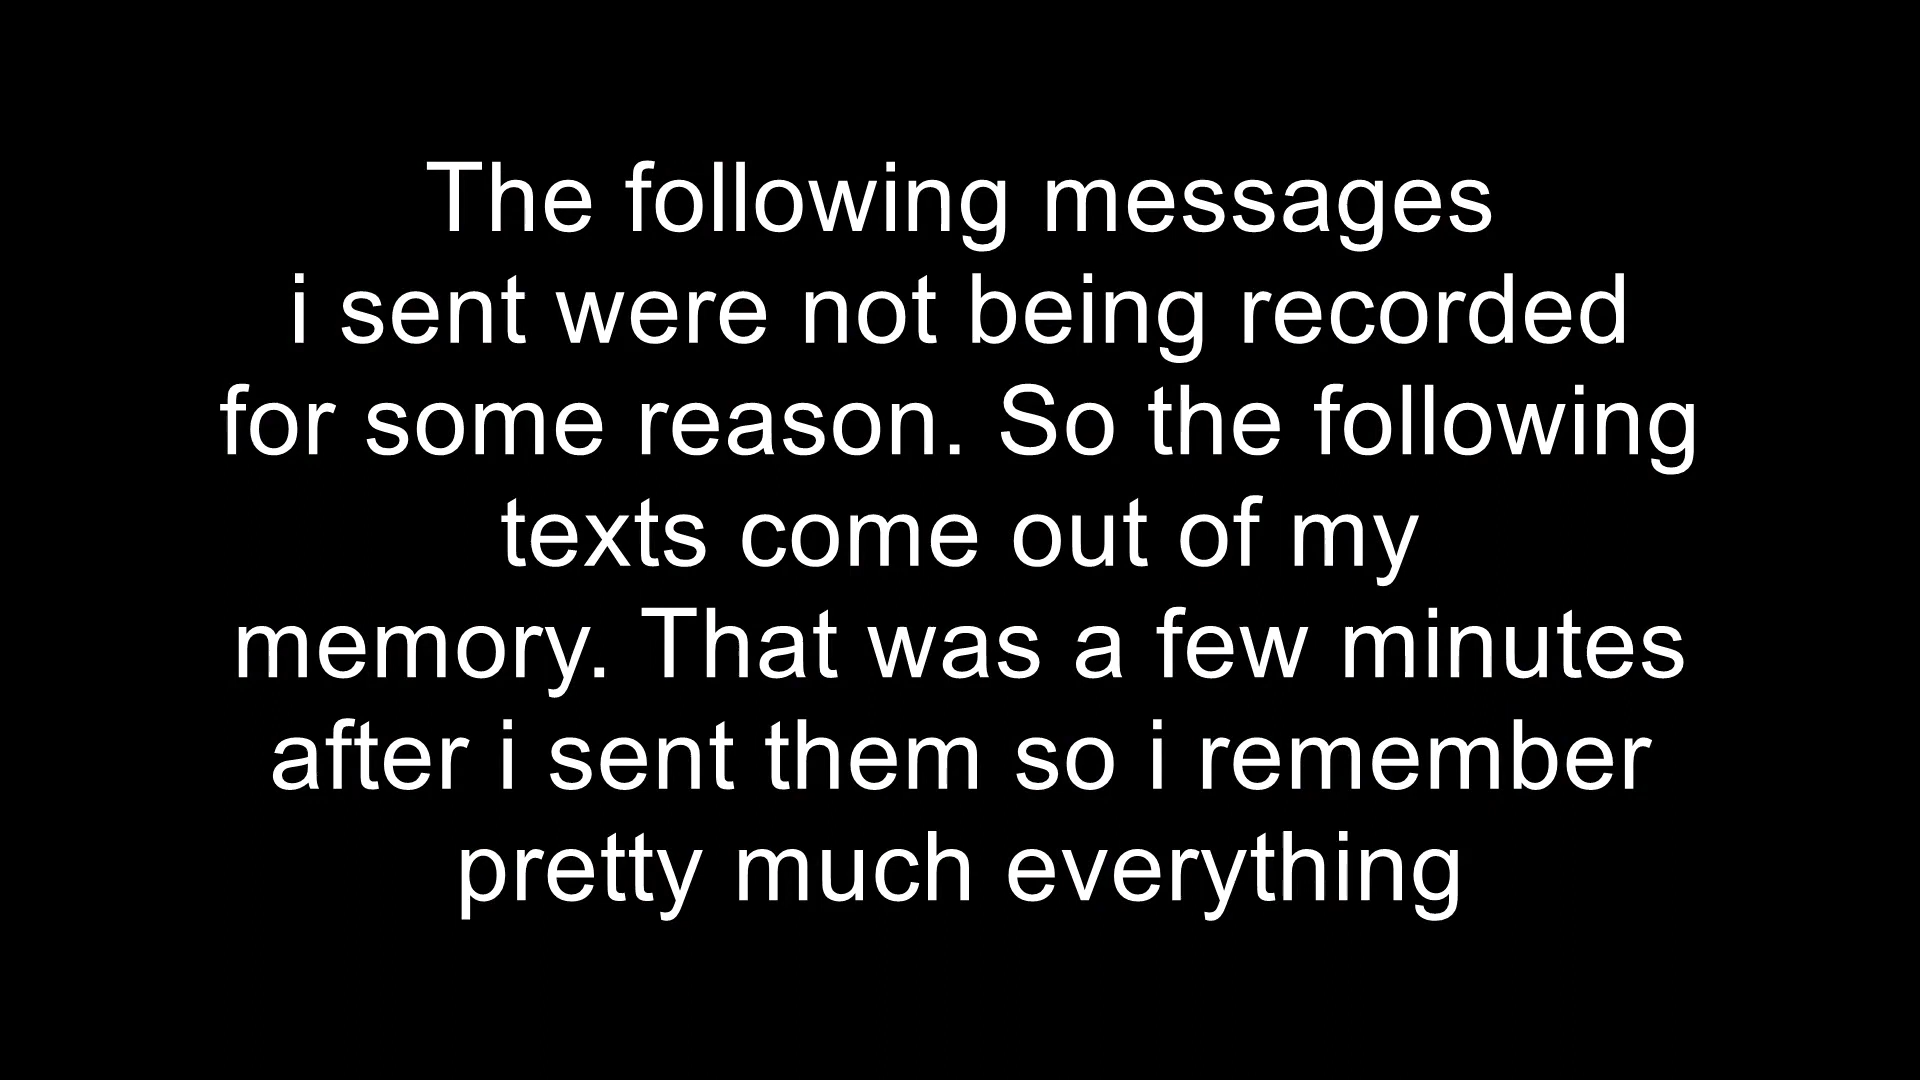 The following messages
i sent were not being recorded
for some reason. So the following
texts come out of my
memory. That was a few minutes
after i sent them so i remember
pretty much everything